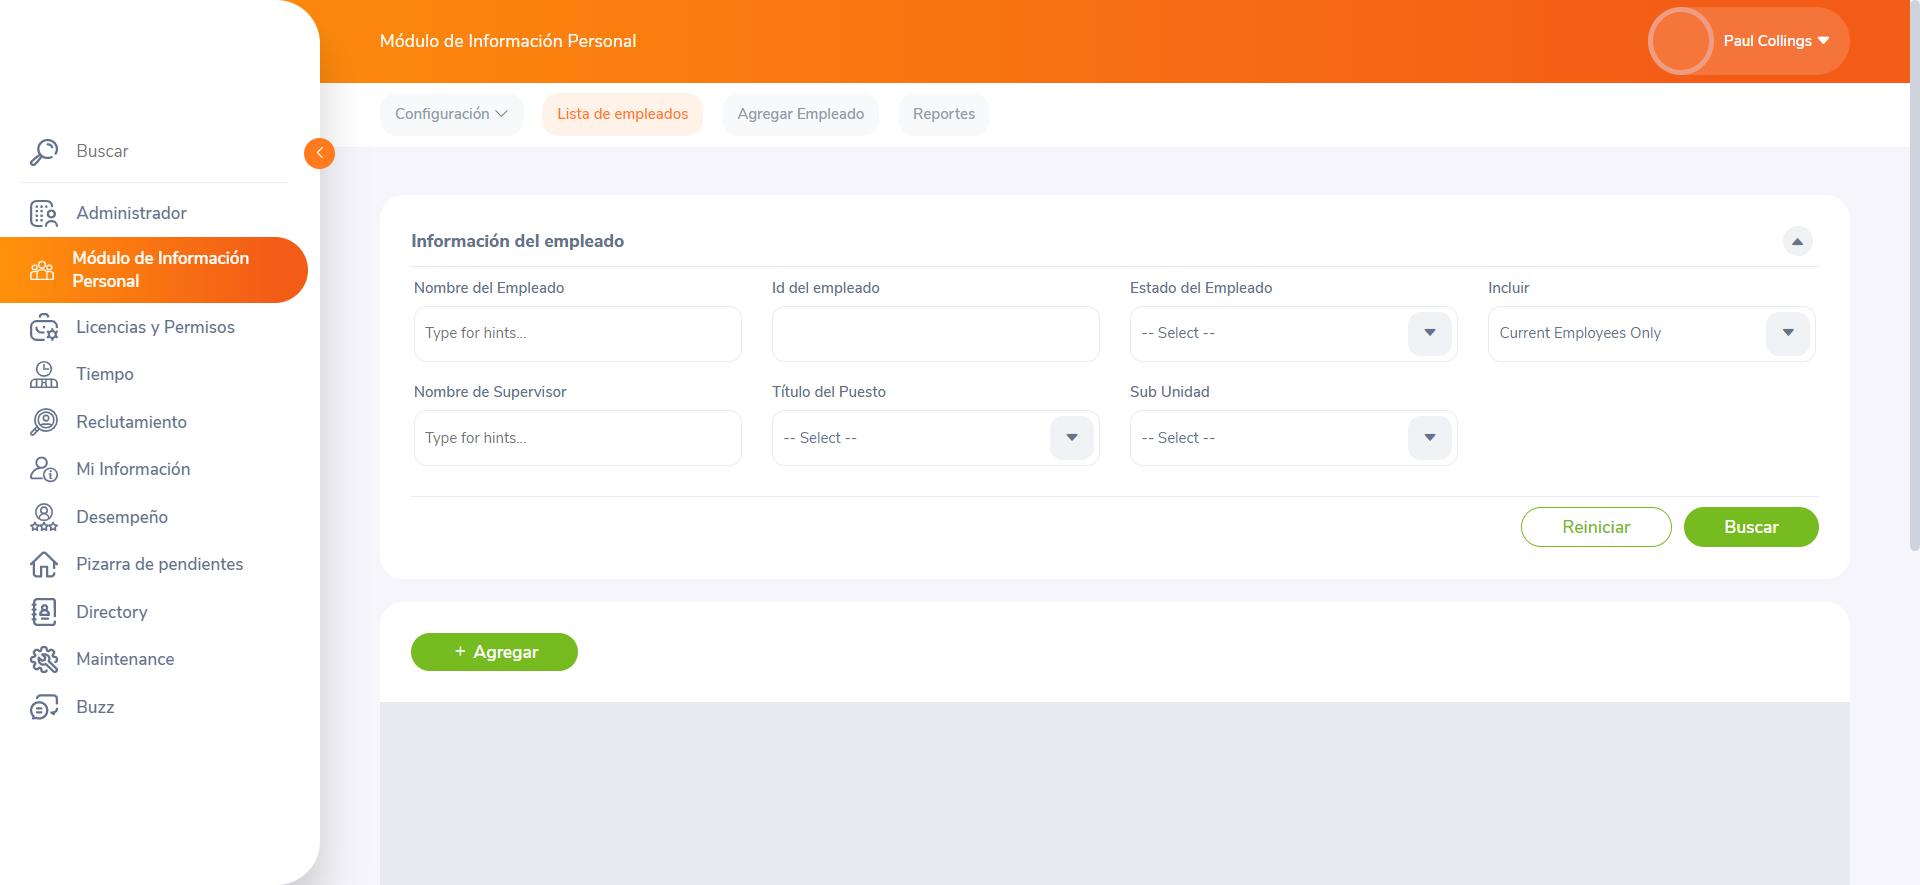 Módulo de Información Personal
Paul Collings
Configuración
Lista de empleados
Agregar Empleado
Reportes
Buscar
Administrador
Módulo de Información
Personal
Licencias y Permisos
Tiempo
Reclutamiento
Mi Información
Desempeño
Pizarra de pendientes
Directory
Maintenance
Buzz
Información del empleado
Nombre del Empleado
Id del empleado
Estado del Empleado
Incluir
Type for hints...
-- Select --
Current Employees Only
Nombre de Supervisor
Título del Puesto
Sub Unidad
Type for hints...
-- Select --
-- Select --
Reiniciar
Buscar
+ Agregar